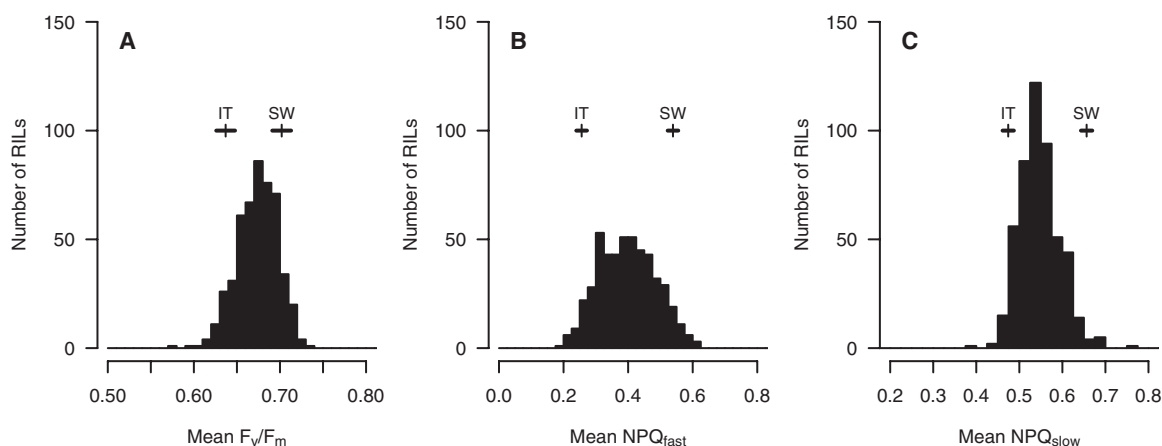 A
150
100
50
0
Number of RILs
IT
SW
0.50
0.60
0.70
0.80
Mean Fv/Fm
B
150
100
50
0
Number of RILs
IT
SW
0.0
0.2
0.4
0.6
0.8
Mean NPQfast
C
150
100
50
0
Number of RILs
IT
SW
0.2
0.3
0.4
0.5
0.6
0.7
0.8
Mean NPQslow